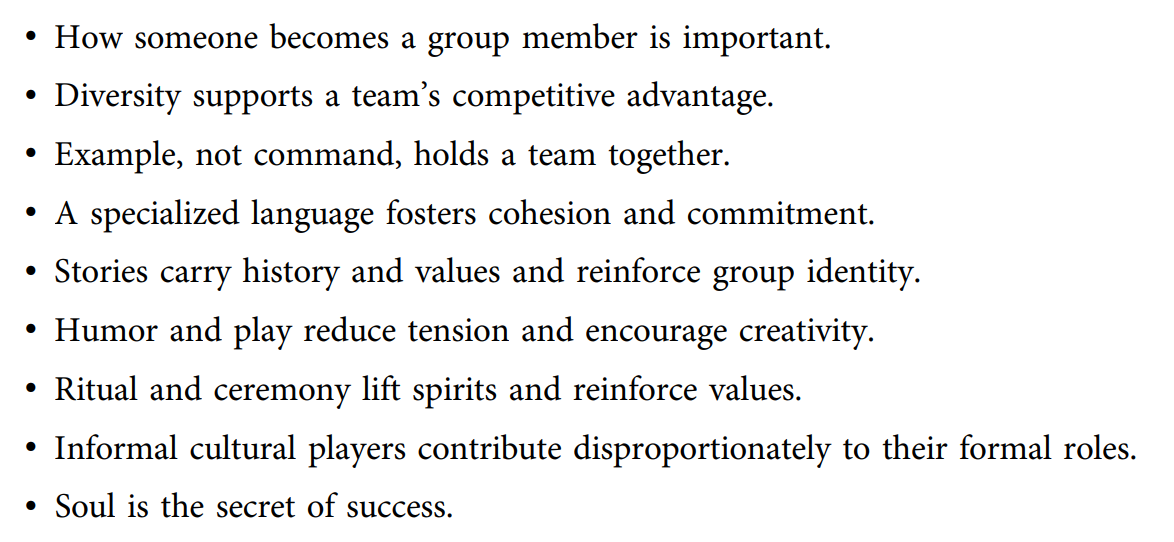 • How someone becomes a group member is important.
• Diversity supports a team’s competitive advantage.
• Example, not command, holds a team together.
• A specialized language fosters cohesion and commitment.
• Stories carry history and values and reinforce group identity.
• Humor and play reduce tension and encourage creativity.
• Ritual and ceremony lift spirits and reinforce values.
• Informal cultural players contribute disproportionately to their formal roles.
• Soul is the secret of success.